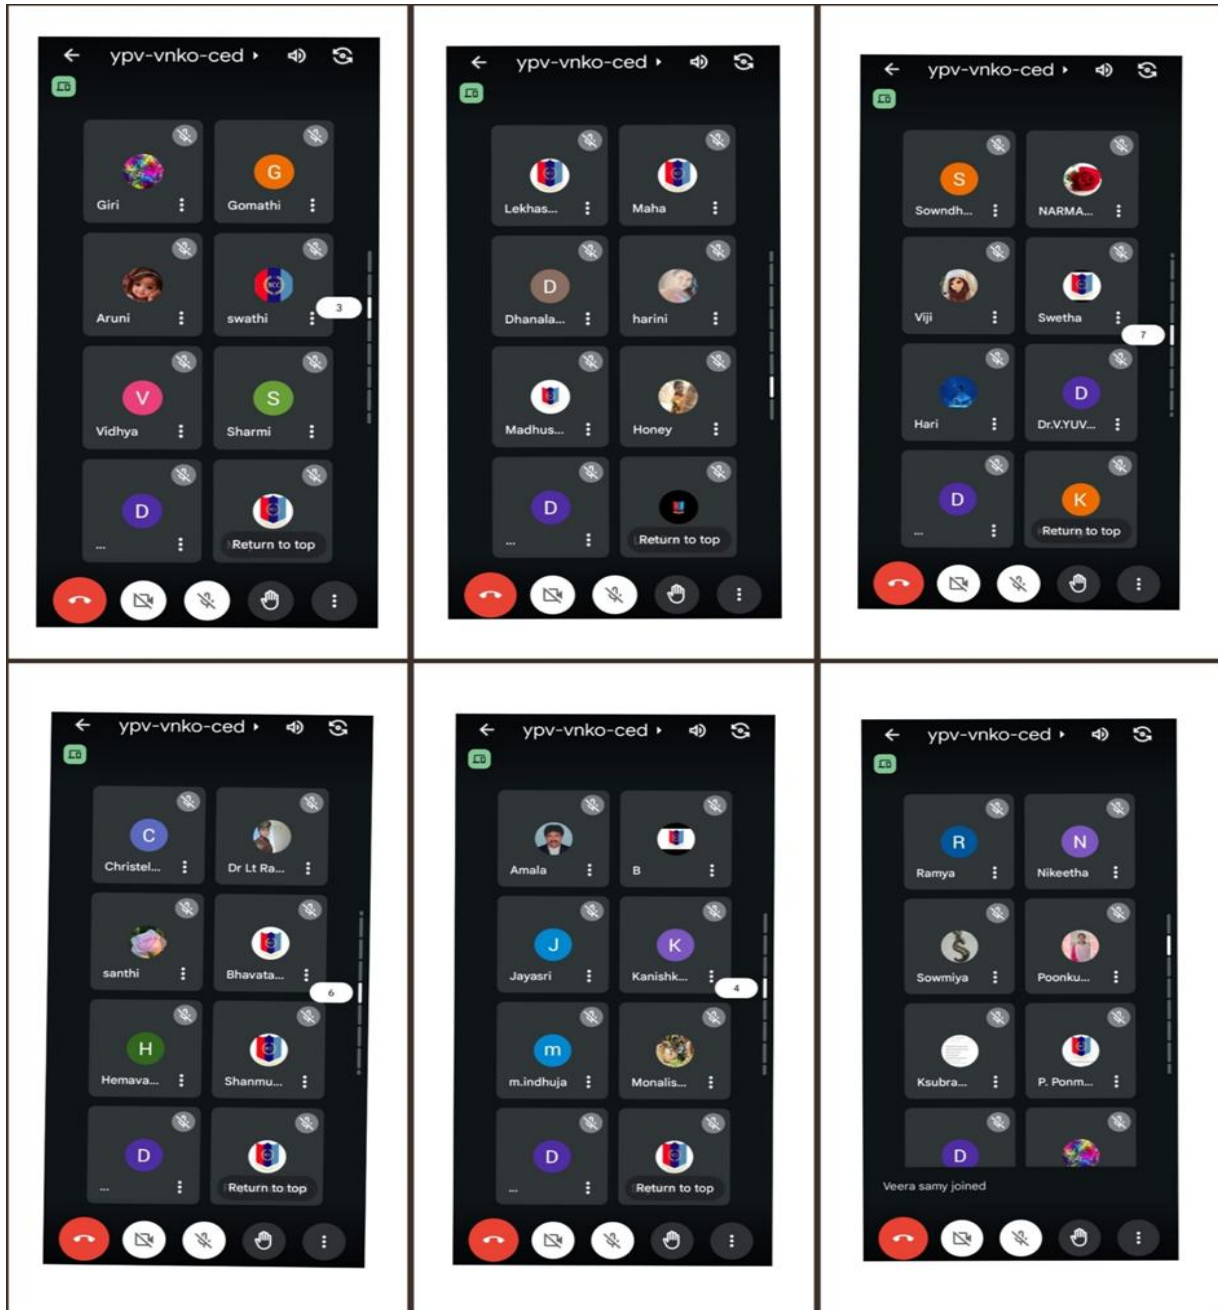 ypv-vnko-ced
Giri
G
Gomathi
Aruni
NCC
swathi
3
V
Vidhya
S
Sharmi
D
...
Return to top
ypv-vnko-ced
Lekhas...
Maha
D
Dhanala...
harini
Madhus...
Honey
D
...
Return to top
ypv-vnko-ced
S
Sowndh...
NARMA...
Viji
Swetha
7
Hari
D
Dr.V.YUV...
D
...
K
Return to top
ypv-vnko-ced
C
Christel...
Dr Lt Ra...
santhi
Bhavata...
6
H
Hemava...
Shanmu...
D
...
Return to top
ypv-vnko-ced
Amala
B
J
Jayasri
K
Kanishk...
4
m
m.indhuja
Monalis...
D
...
Return to top
ypv-vnko-ced
R
Ramya
N
Nikeetha
Sowmiya
Poonku...
Ksubra...
P. Ponm...
D
Veera samy joined